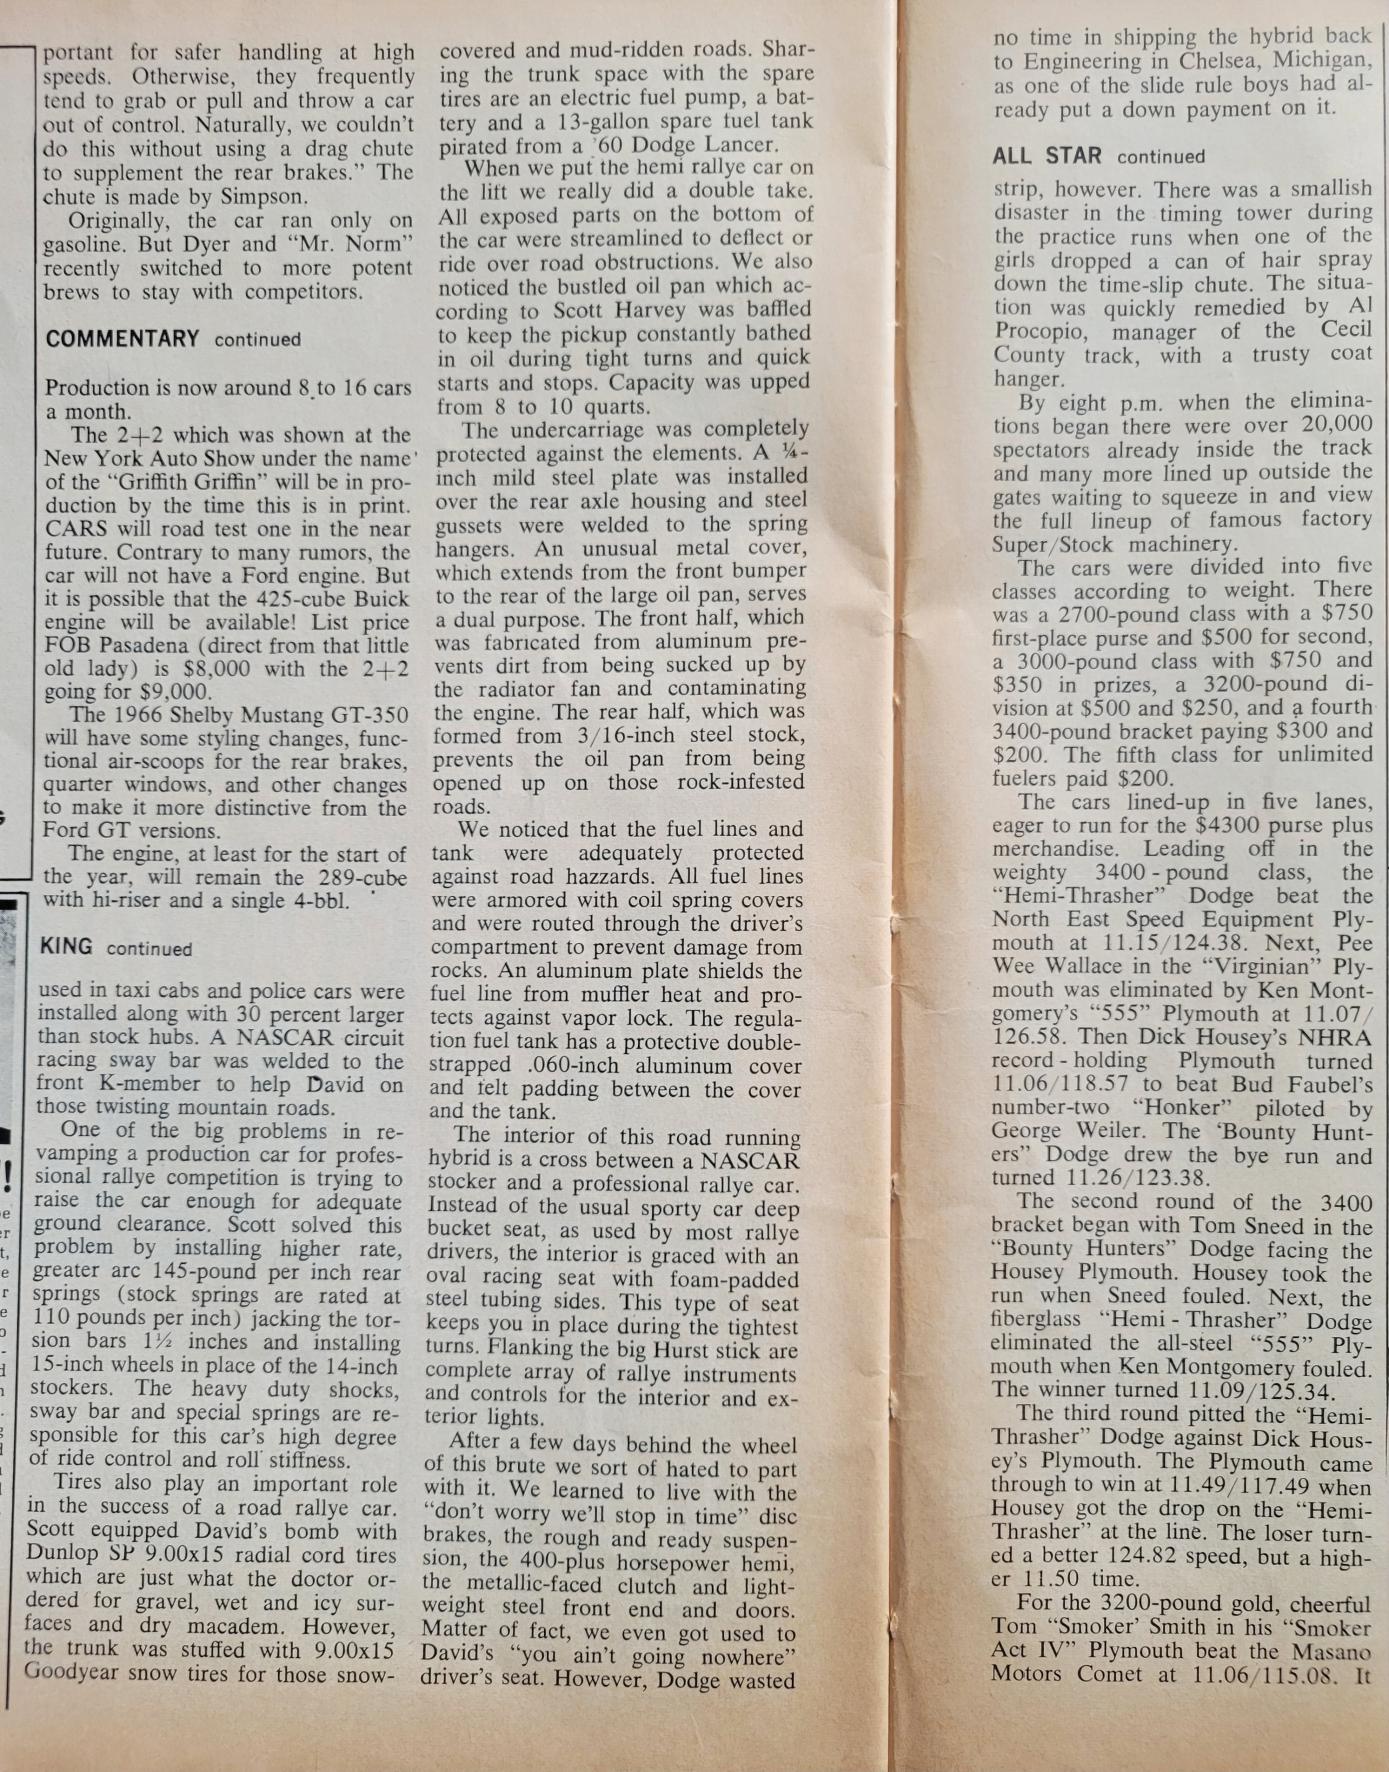 portant for safer handling at high
speeds. Otherwise, they frequently
tend to grab or pull and throw a car
out of control. Naturally, we couldn't
do this without using a drag chute
to supplement the rear brakes." The
chute is made by Simpson.
Originally, the car ran only on
gasoline. But Dyer and "Mr. Norm"
recently switched to more potent
brews to stay with competitors.
COMMENTARY continued
Production is now around 8 to 16 cars
a month.
The 2+2 which was shown at the
New York Auto Show under the name
of the "Griffith Griffin" will be in pro-
duction by the time this is in print.
CARS will road test one in the near
future. Contrary to many rumors, the
car will not have a Ford engine. But
it is possible that the 425-cube Buick
engine will be available! List price
FOB Pasadena (direct from that little
old lady) is $8,000 with the 2+2
going for $9,000.
The 1966 Shelby Mustang GT-350
will have some styling changes, func-
tional air-scoops for the rear brakes,
quarter windows, and other changes
to make it more distinctive from the
Ford GT versions.
The engine, at least for the start of
the year, will remain the 289-cube
with hi-riser and a single 4-bbl.
KING continued
used in taxi cabs and police cars were
installed along with 30 percent larger
than stock hubs. A NASCAR circuit
racing sway bar was welded to the
front K-member to help David on
those twisting mountain roads.
One of the big problems in re-
vamping a production car for profes-
sional rallye competition is trying to
raise the car enough for adequate
ground clearance. Scott solved this
problem by installing higher rate,
greater arc 145-pound per inch rear
springs (stock springs are rated at
110 pounds per inch) jacking the tor-
sion bars 1½ inches and installing
15-inch wheels in place of the 14-inch
stockers. The heavy duty shocks,
sway bar and special springs are re-
sponsible for this car's high degree
of ride control and roll stiffness.
Tires also play an important role
in the success of a road rallye car.
Scott equipped David's bomb with
Dunlop SP 9.00x15 radial cord tires
which are just what the doctor or-
dered for gravel, wet and icy sur-
faces and dry macadem. However,
the trunk was stuffed with 9.00x15
Goodyear snow tires for those snow-
covered and mud-ridden roads. Shar-
ing the trunk space with the spare
tires are an electric fuel pump, a bat-
tery and a 13-gallon spare fuel tank
pirated from a '60 Dodge Lancer.
When we put the hemi rallye car on
the lift we really did a double take.
All exposed parts on the bottom of
the car were streamlined to deflect or
ride over road obstructions. We also
noticed the bustled oil pan which ac-
cording to Scott Harvey was baffled
to keep the pickup constantly bathed
in oil during tight turns and quick
starts and stops. Capacity was upped
from 8 to 10 quarts.
The undercarriage was completely
protected against the elements. A ¼-
inch mild steel plate was installed
over the rear axle housing and steel
gussets were welded to the spring
hangers. An unusual metal cover,
which extends from the front bumper
to the rear of the large oil pan, serves
a dual purpose. The front half, which
was fabricated from aluminum pre-
vents dirt from being sucked up by
the radiator fan and contaminating
the engine. The rear half, which was
formed from 3/16-inch steel stock,
prevents the oil pan from being
opened up on those rock-infested
roads.
We noticed that the fuel lines and
tank were adequately protected
against road hazzards. All fuel lines
were armored with coil spring covers
and were routed through the driver's
compartment to prevent damage from
rocks. An aluminum plate shields the
fuel line from muffler heat and pro-
tects against vapor lock. The regula-
tion fuel tank has a protective double-
strapped .060-inch aluminum cover
and felt padding between the cover
and the tank.
The interior of this road running
hybrid is a cross between a NASCAR
stocker and a professional rallye car.
Instead of the usual sporty car deep
bucket seat, as used by most rallye
drivers, the interior is graced with an
oval racing seat with foam-padded
steel tubing sides. This type of seat
keeps you in place during the tightest
turns. Flanking the big Hurst stick are
complete array of rallye instruments
and controls for the interior and ex-
terior lights.
After a few days behind the wheel
of this brute we sort of hated to part
with it. We learned to live with the
"don't worry we'll stop in time" disc
brakes, the rough and ready suspen-
sion, the 400-plus horsepower hemi,
the metallic-faced clutch and light-
weight steel front end and doors.
Matter of fact, we even got used to
David's "you ain't going nowhere"
driver's seat. However, Dodge wasted
no time in shipping the hybrid back
to Engineering in Chelsea, Michigan,
as one of the slide rule boys had al-
ready put a down payment on it.
ALL STAR continued
strip, however. There was a smallish
disaster in the timing tower during
the practice runs when one of the
girls dropped a can of hair spray
down the time-slip chute. The situa-
tion was quickly remedied by Al
Procopio, manager of the Cecil
County track, with a trusty coat
hanger.
By eight p.m. when the elimina-
tions began there were over 20,000
spectators already inside the track
and many more lined up outside the
gates waiting to squeeze in and view
the full lineup of famous factory
Super/Stock machinery.
The cars were divided into five
classes according to weight. There
was a 2700-pound class with a $750
first-place purse and $500 for second,
a 3000-pound class with $750 and
$350 in prizes, a 3200-pound di-
vision at $500 and $250, and a fourth
3400-pound bracket paying $300 and
$200. The fifth class for unlimited
fuelers paid $200.
The cars lined-up in five lanes,
eager to run for the $4300 purse plus
merchandise. Leading off in the
weighty 3400-pound class, the
"Hemi-Thrasher" Dodge beat the
North East Speed Equipment Ply-
mouth at 11.15/124.38. Next, Pee
Wee Wallace in the "Virginian" Ply-
mouth was eliminated by Ken Mont-
gomery's "555" Plymouth at 11.07/
126.58. Then Dick Housey's NHRA
record-holding Plymouth turned
11.06/118.57 to beat Bud Faubel's
number-two "Honker" piloted by
George Weiler. The 'Bounty Hunt-
ers" Dodge drew the bye run and
turned 11.26/123.38.
The second round of the 3400
bracket began with Tom Sneed in the
"Bounty Hunters" Dodge facing the
Housey Plymouth. Housey took the
run when Sneed fouled. Next, the
fiberglass "Hemi-Thrasher" Dodge
eliminated the all-steel "555" Ply-
mouth when Ken Montgomery fouled.
The winner turned 11.09/125.34.
The third round pitted the "Hemi-
Thrasher" Dodge against Dick Hous-
ey's Plymouth. The Plymouth came
through to win at 11.49/117.49 when
Housey got the drop on the "Hemi-
Thrasher" at the line. The loser turn-
ed a better 124.82 speed, but a high-
er 11.50 time.
For the 3200-pound gold, cheerful
Tom "Smoker' Smith in his "Smoker
Act IV" Plymouth beat the Masano
Motors Comet at 11.06/115.08. It